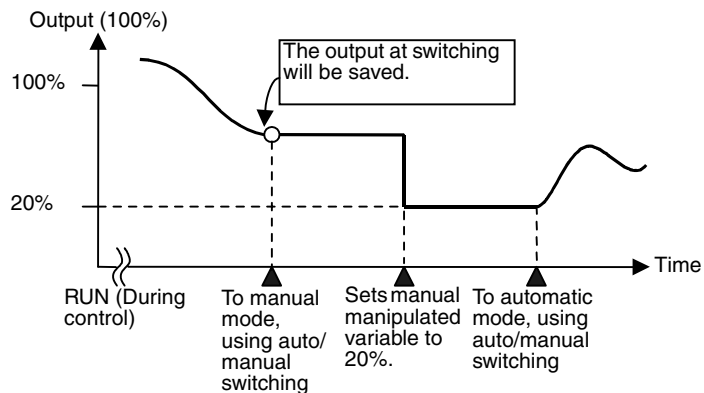 Output (100%)
The output at switching
will be saved.
100%
20%
Time
RUN (During
control)
To manual
mode,
using auto/
manual
switching
Sets manual
manipulated
variable to
20%.
To automatic
mode, using
auto/manual
switching